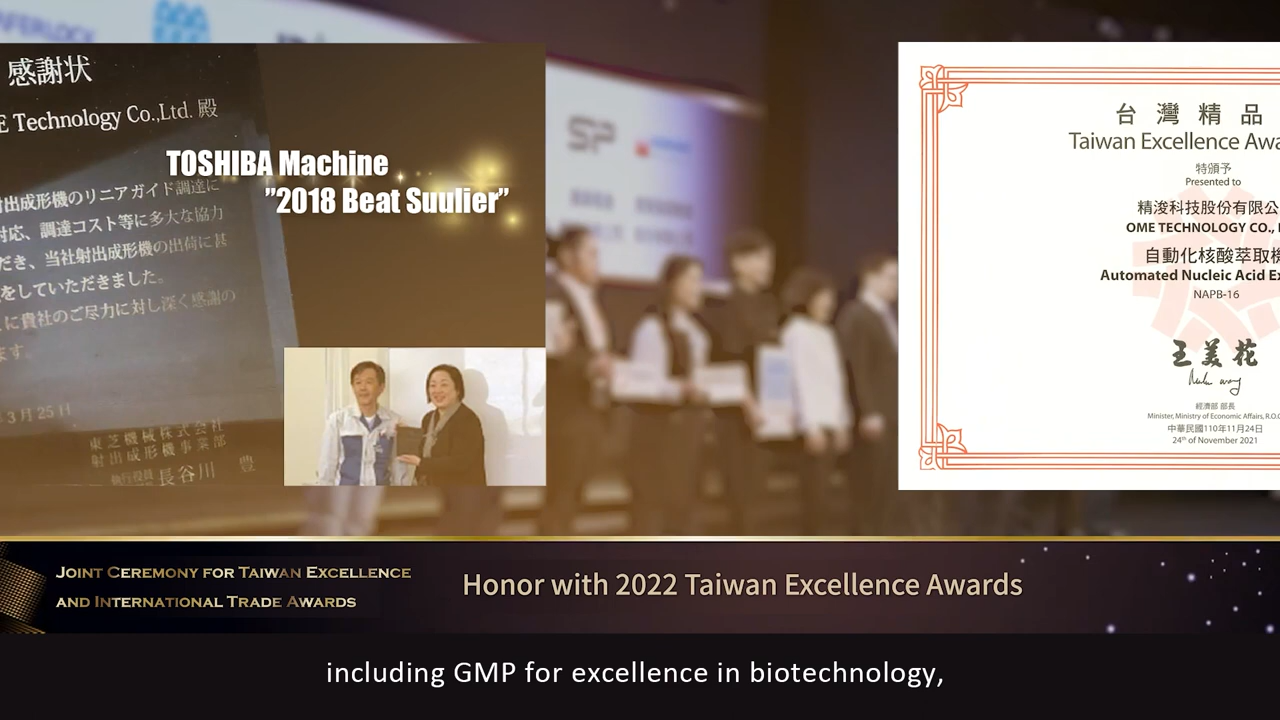 AFERLOCK
感謝状
E Technology Co.,Ltd. 殿
TOSHIBA Machine
”2018 Beat Suulier”
射出成形機のリニアガイド調達に
対応、調達コスト等に多大な協力
だき、当社射出成形機の出荷に甚
をしていただきました。
に貴社のご尽力に対し深く感謝の
ます。
3月25日
東芝機械株式会社
射出成形機事業部
執行役員 長谷川 豊
SP
台灣精品
Taiwan Excellence Awa
特頒予
Presented to
精浚科技股份有限公
OME TECHNOLOGY CO.,
自動化核酸萃取機
Automated Nucleic Acid Ex
NAPB-16
王美花
經濟部 部長
Minister, Ministry of Economic Affairs, R.O.
中華民國110年11月24日
24th of November 2021
JOINT CEREMONY FOR TAIWAN EXCELLENCE
AND INTERNATIONAL TRADE AWARDS
Honor with 2022 Taiwan Excellence Awards
including GMP for excellence in biotechnology,